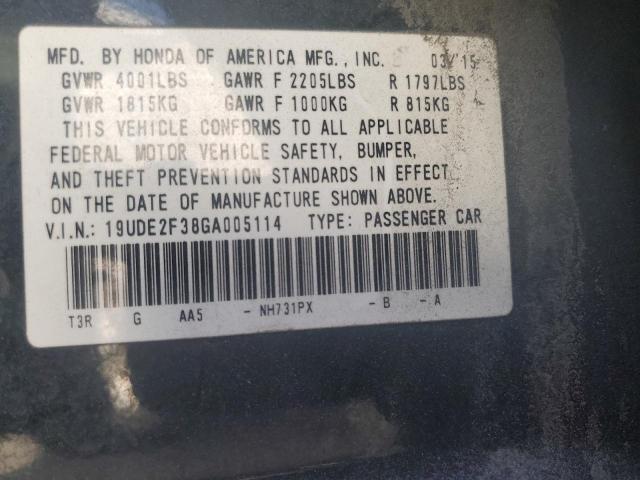 MFD. BY HONDA OF AMERICA MFG., INC. 03/15
GVWR 4001LBS GAWR F 2205LBS R 1797LBS
GVWR 1815KG GAWR F 1000KG R 815KG
THIS VEHICLE CONFORMS TO ALL APPLICABLE
FEDERAL MOTOR VEHICLE SAFETY, BUMPER,
AND THEFT PREVENTION STANDARDS IN EFFECT
ON THE DATE OF MANUFACTURE SHOWN ABOVE.
V.I.N.: 19UDE2F38GA005114 TYPE: PASSENGER CAR
T3R G AA5 - NH731PX - B - A